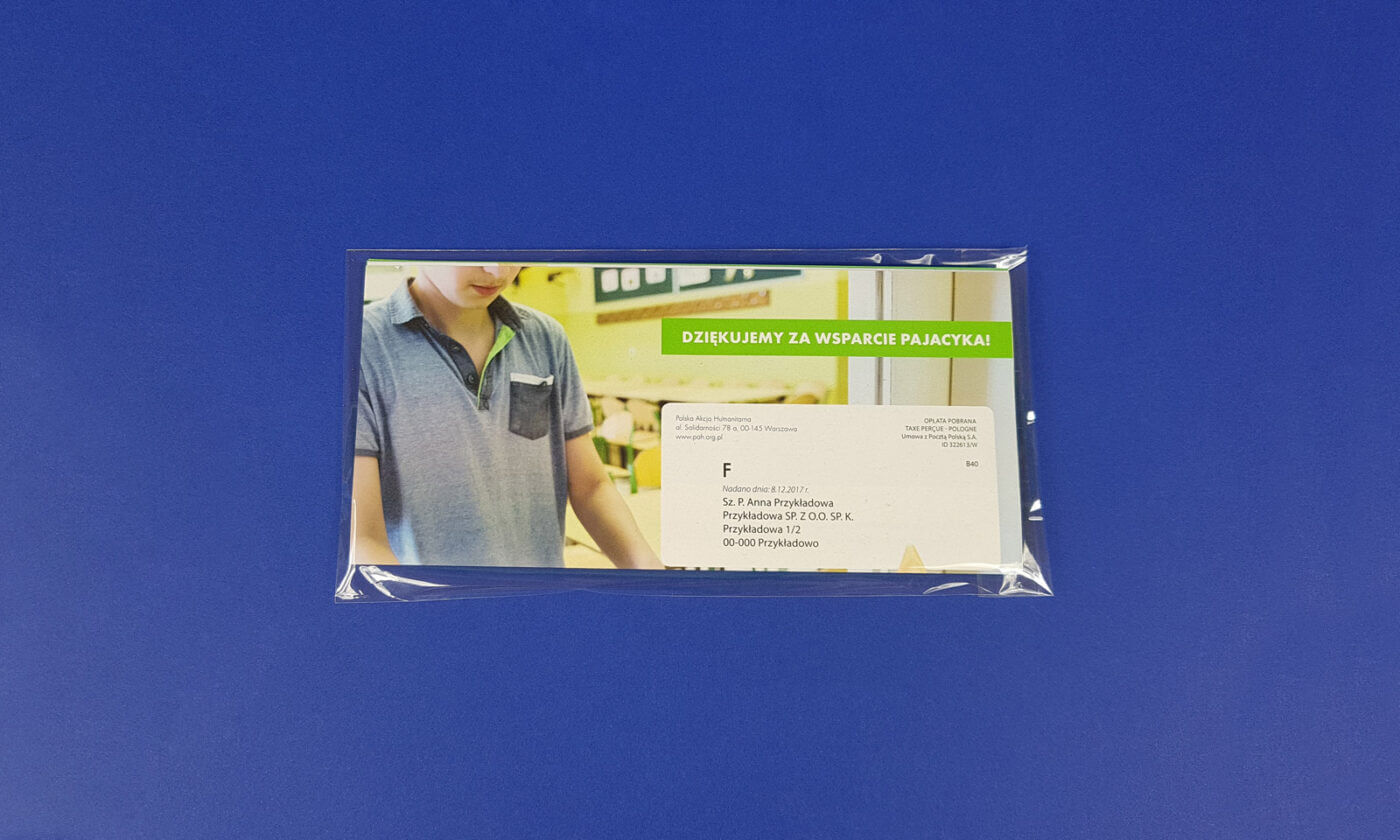 DZIĘKUJEMY ZA WSPARCIE PAJACYKA!
Polska Akcja Humanitarna
al. Solidarności 78 a, 00-145 Warszawa
www.pah.org.pl
OPŁATA POBRANA
TAXE PERÇUE - POLOGNE
Umowa z Pocztą Polską S.A.
ID 322613/W
B40
F
Nadano dnia: 8.12.2017 r.
Sz. P. Anna Przykładowa
Przykładowa SP. Z O.O. SP. K.
Przykładowa 1/2
00-000 Przykładowo